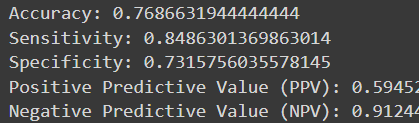 Accuracy: 0.7686631944444444
Sensitivity: 0.8486301369863014
Specificity: 0.7315756035578145
Positive Predictive Value (PPV): 0.59452
Negative Predictive Value (NPV): 0.91244